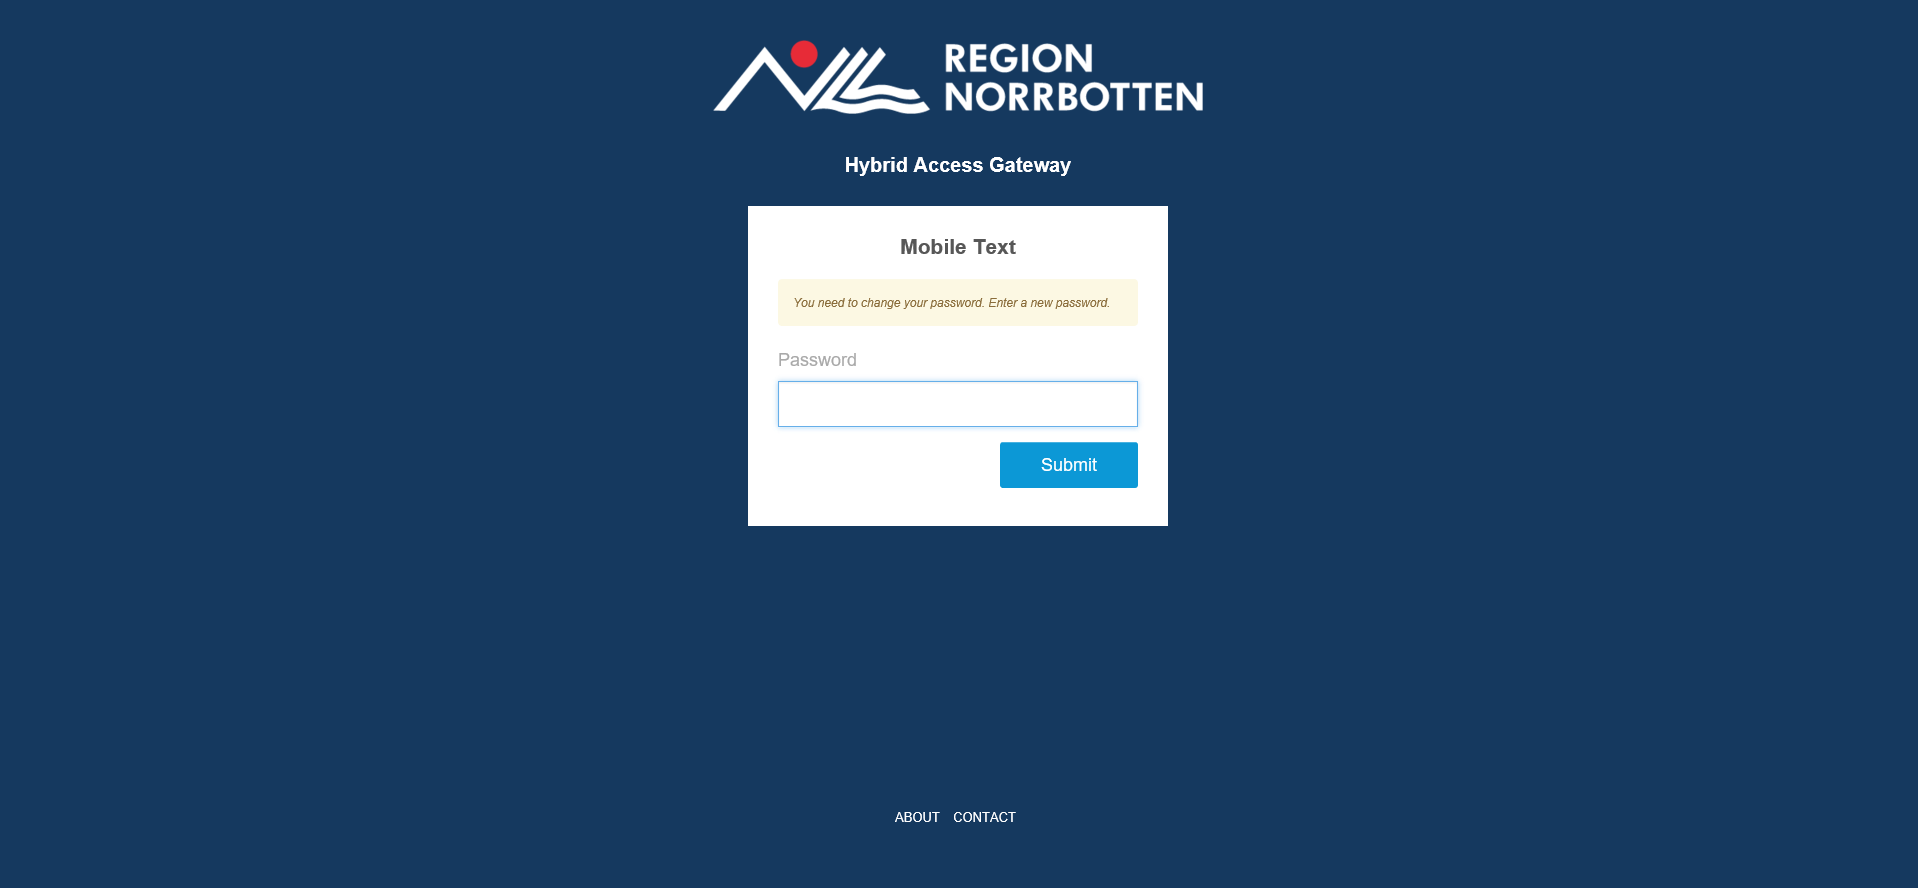 REGION
NORRBOTTEN
Hybrid Access Gateway
Mobile Text
You need to change your password. Enter a new password.
Password
Submit
ABOUT CONTACT